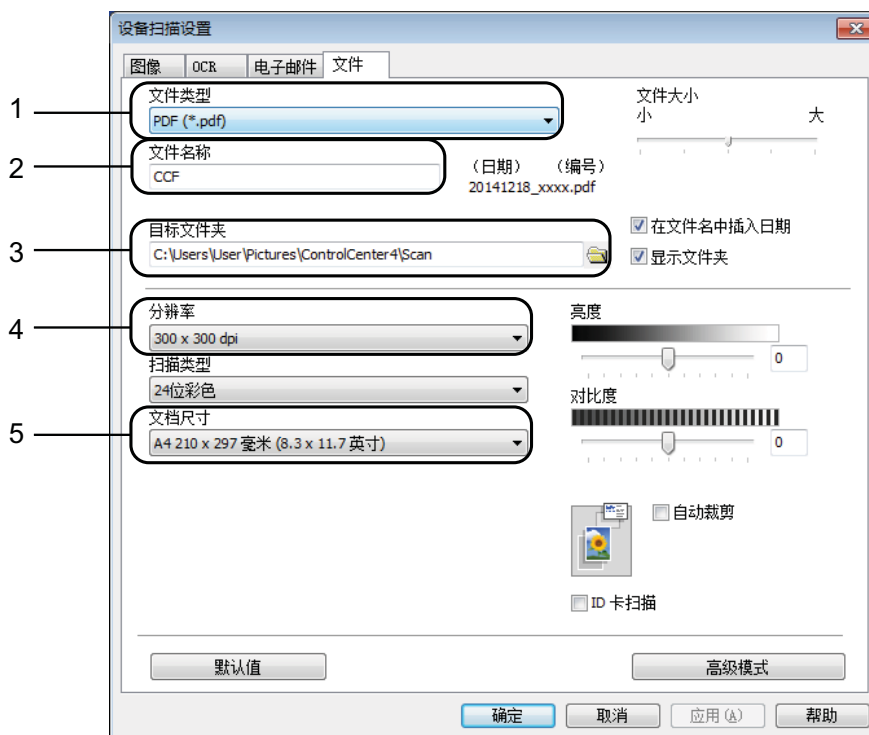 设备扫描设置
图像
OCR
电子邮件
文件
1
文件类型
PDF (*.pdf)
文件大小
小
大
2
文件名称
CCF
(日期)
(编号)
20141218_xxxx.pdf
3
目标文件夹
C:\Users\User\Pictures\ControlCenter4\Scan
在文件名中插入日期
显示文件夹
4
分辨率
300 x 300 dpi
扫描类型
24位彩色
5
文档尺寸
A4 210 x 297 毫米 (8.3 x 11.7 英寸)
亮度
0
对比度
0
自动裁剪
ID 卡扫描
默认值
高级模式
确定
取消
应用(A)
帮助